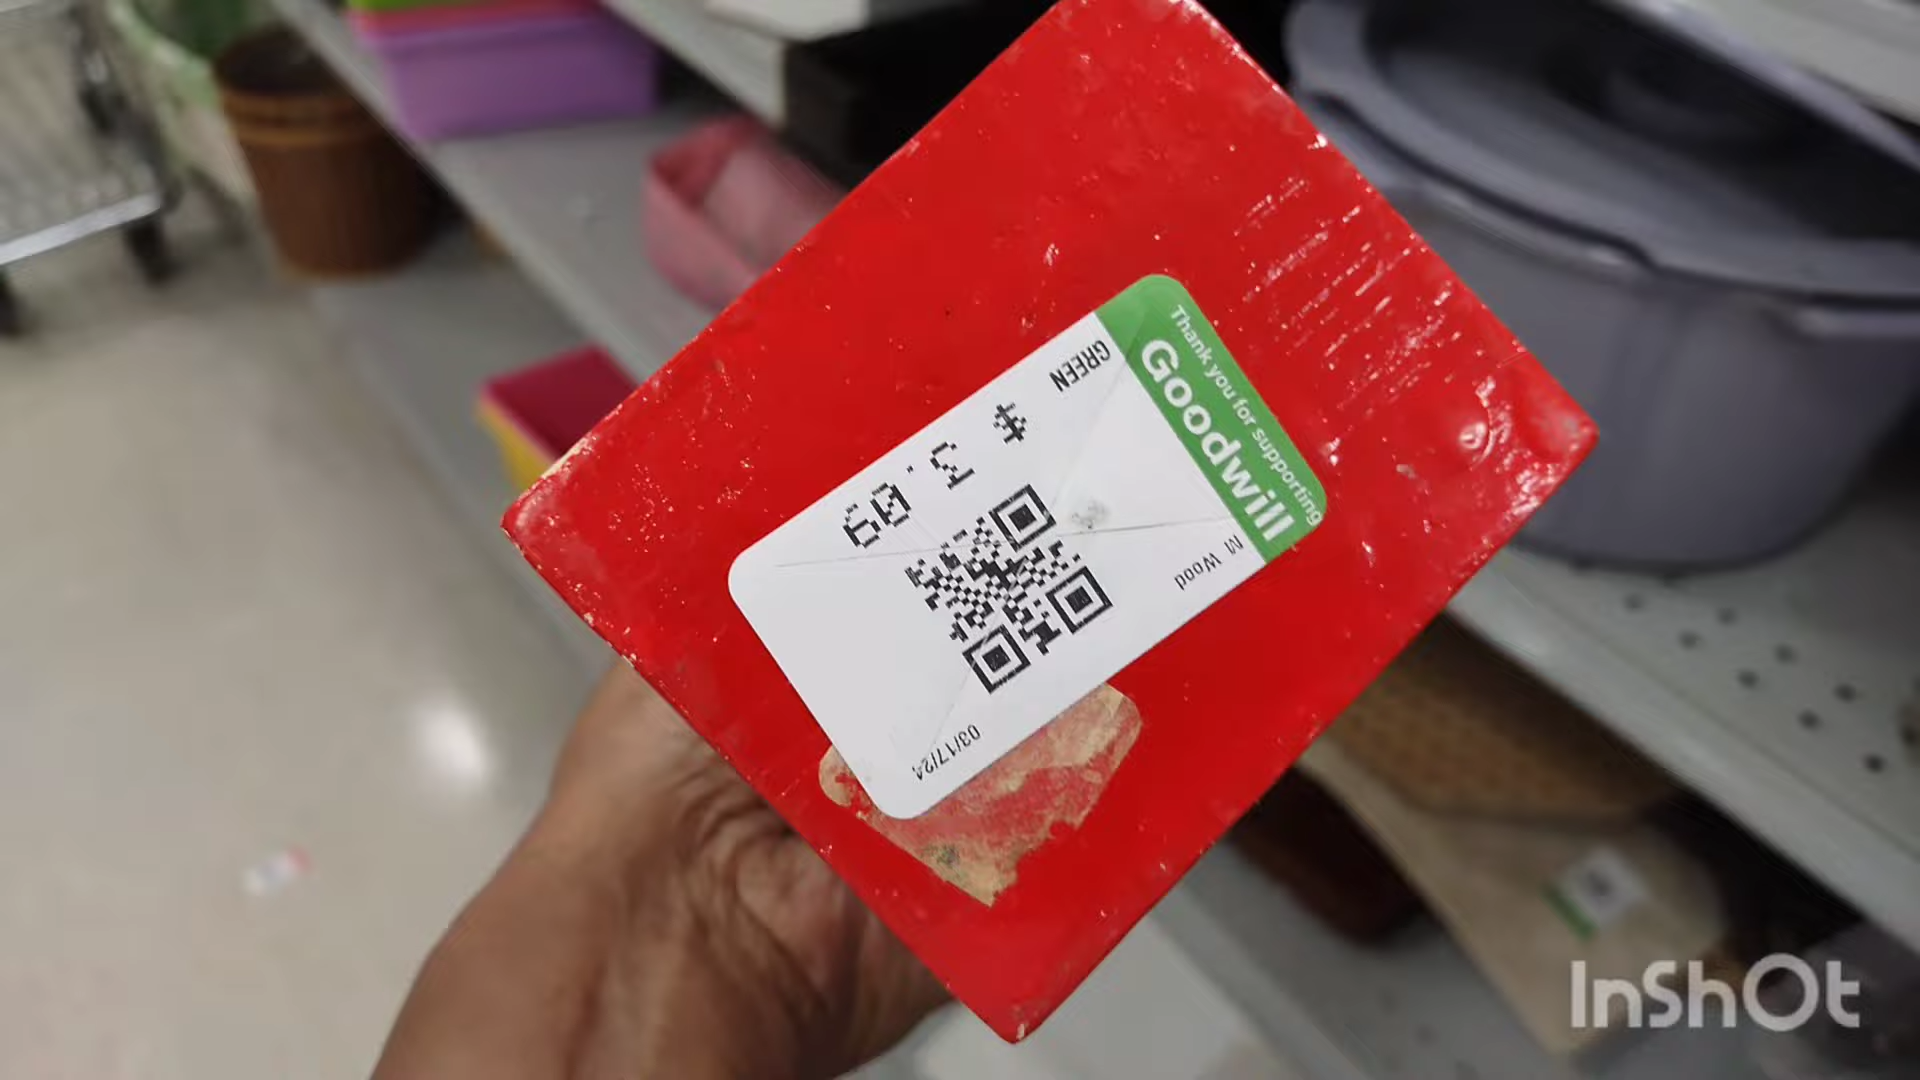 Thank you for supporting
Goodwill
GREEN
M Wood
# 3.09
03/17/24
InShOt